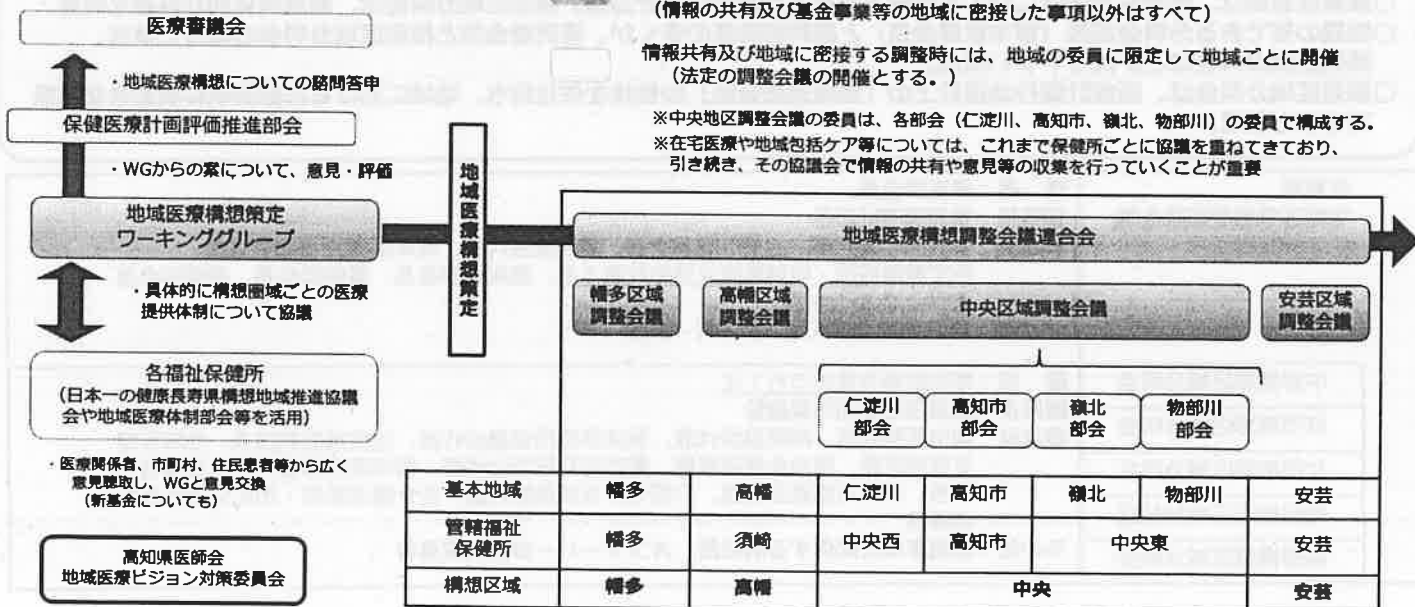 (情報の共有及び基金事業等の地域に密接した事項以外はすべて)
情報共有及び地域に密接する調整時には、地域の委員に限定して地域ごとに開催
(法定の調整会議の開催とする。)
※中央地区調整会議の委員は、各部会(仁淀川、高知市、嶺北、物部川)の委員で構成する。
※在宅医療や地域包括ケア等については、これまで保健所ごとに協議を重ねてきており、
引き続き、その協議会で情報の共有や意見等の収集を行っていくことが重要
医療審議会
・地域医療構想についての諮問答申
保健医療計画評価推進部会
・WGからの案について、意見・評価
地域医療構想策定
ワーキンググループ
・具体的に構想圏域ごとの医療
提供体制について協議
各福祉保健所
(日本一の健康長寿県構想地域推進協議
会や地域医療体制部会等を活用)
・医療関係者、市町村、住民患者等から広く
意見聴取し、WGと意見交換
(新基金についても)
高知県医師会
地域医療ビジョン対策委員会
地域医療構想策定
地域医療構想調整会議連合会
幡多区域
調整会議
高幡区域
調整会議
中央区域調整会議
安芸区域
調整会議
仁淀川
部会
高知市
部会
嶺北
部会
物部川
部会
基本地域 幡多 高幡 仁淀川 高知市 嶺北 物部川 安芸
管轄福祉
保健所 幡多 須崎 中央西 高知市 中央東 安芸
構想区域 幡多 高幡 中央 安芸